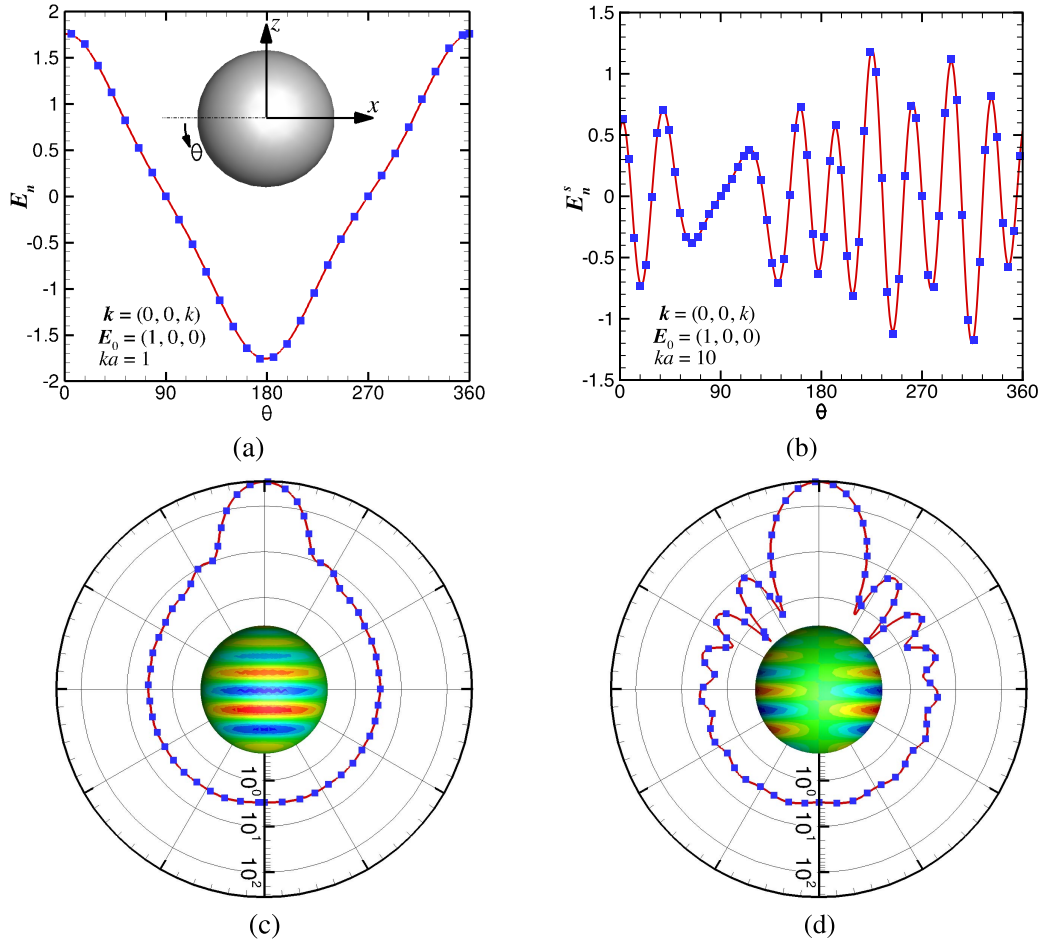 2
1.5
1
0.5
0
-0.5
-1
-1.5
-2
E_n
z
x
θ
k = (0, 0, k)
E_0 = (1, 0, 0)
ka = 1
0 90 180 270 360
θ
(a)
1.5
1
0.5
0
-0.5
-1
-1.5
E_n^s
k = (0, 0, k)
E_0 = (1, 0, 0)
ka = 10
0 90 180 270 360
θ
(b)
10^0
10^1
10^2
(c)
10^0
10^1
10^2
(d)